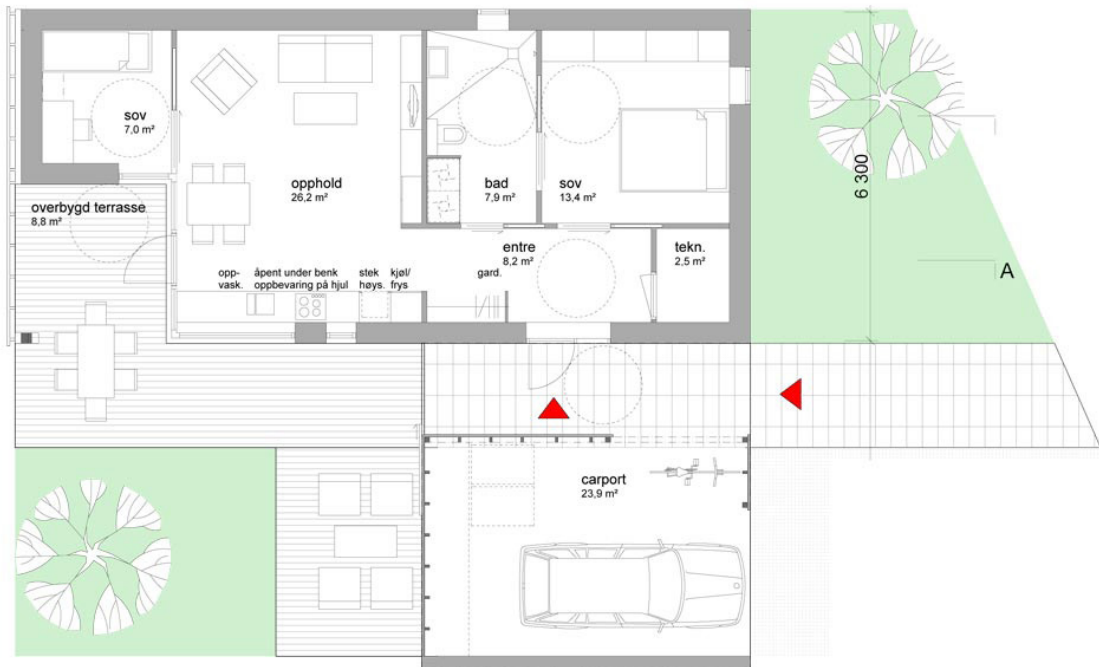 sov
7,0 m²
opphold
26,2 m²
bad
7,9 m²
sov
13,4 m²
overbygd terrasse
8,8 m²
entre
8,2 m²
tekn.
2,5 m²
opp-
vask.
åpent under benk
oppbevaring på hjul
stek
høys.
kjøl/
frys
gard.
6 300
A
carport
23,9 m²